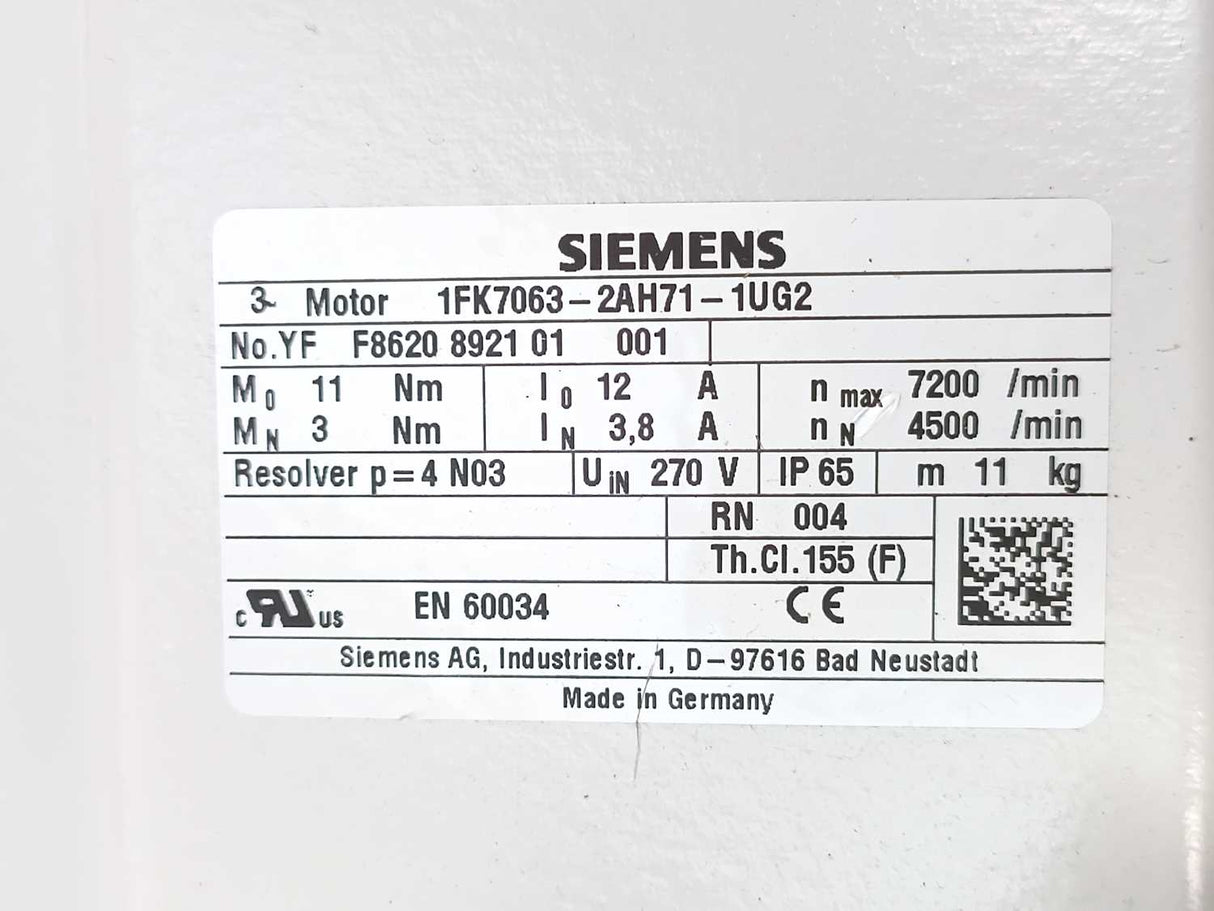 SIEMENS
3~ Motor 1FK7063-2AH71-1UG2
No.YF F8620 8921 01 001
M0 11 Nm I0 12 A n max 7200 /min
MN 3 Nm IN 3,8 A nN 4500 /min
Resolver p=4 N03 UiN 270 V IP 65 m 11 kg
RN 004
Th.Cl.155 (F)
c RU US EN 60034 CE
Siemens AG, Industriestr. 1, D-97616 Bad Neustadt
Made in Germany